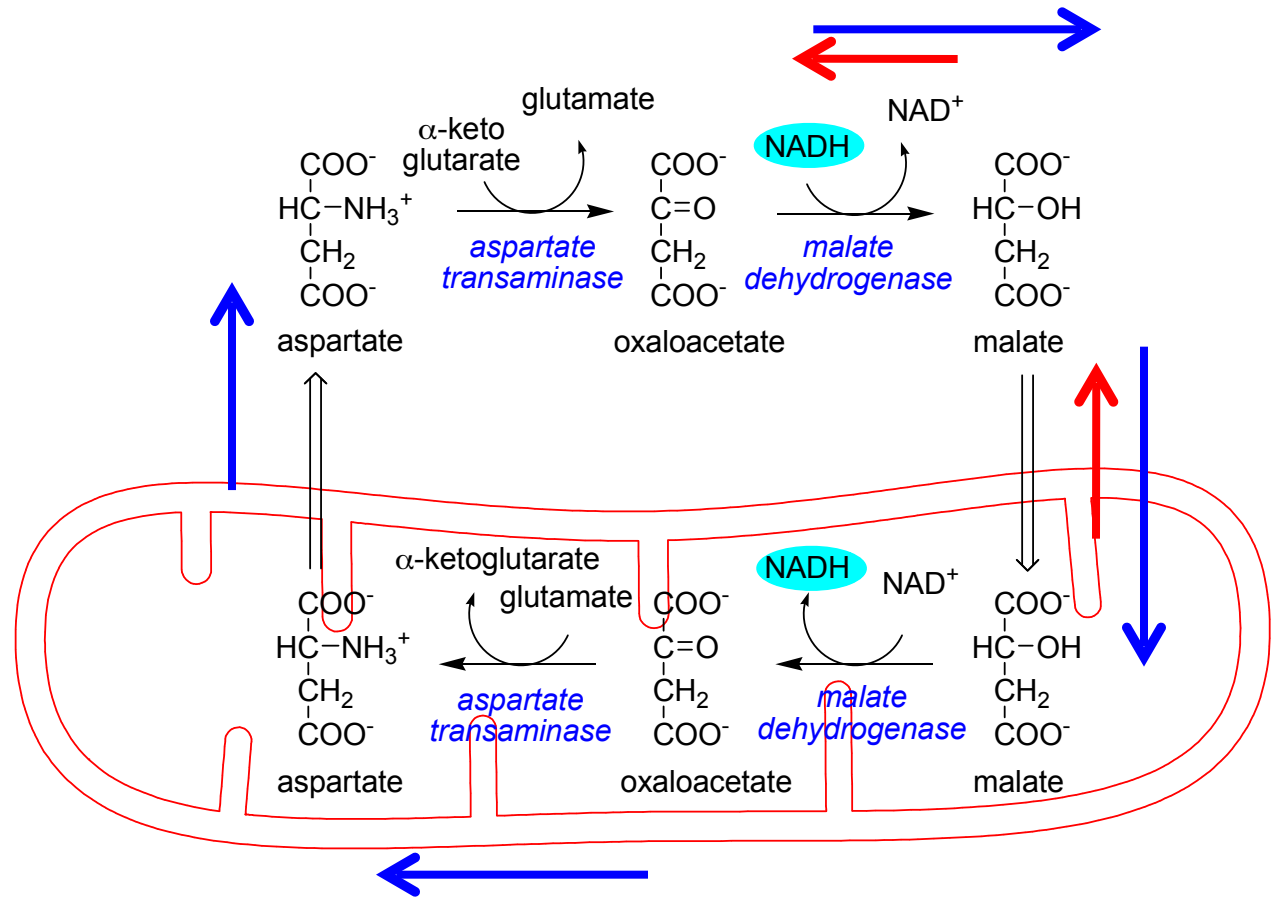 glutamate
α-keto
glutarate
NADH
NAD⁺
COO⁻
HC–NH₃⁺
CH₂
COO⁻
aspartate
aspartate
transaminase
COO⁻
C=O
CH₂
COO⁻
oxaloacetate
malate
dehydrogenase
COO⁻
HC–OH
CH₂
COO⁻
malate
α-ketoglutarate
glutamate
NADH
NAD⁺
COO⁻
HC–NH₃⁺
CH₂
COO⁻
aspartate
aspartate
transaminase
COO⁻
C=O
CH₂
COO⁻
oxaloacetate
malate
dehydrogenase
COO⁻
HC–OH
CH₂
COO⁻
malate